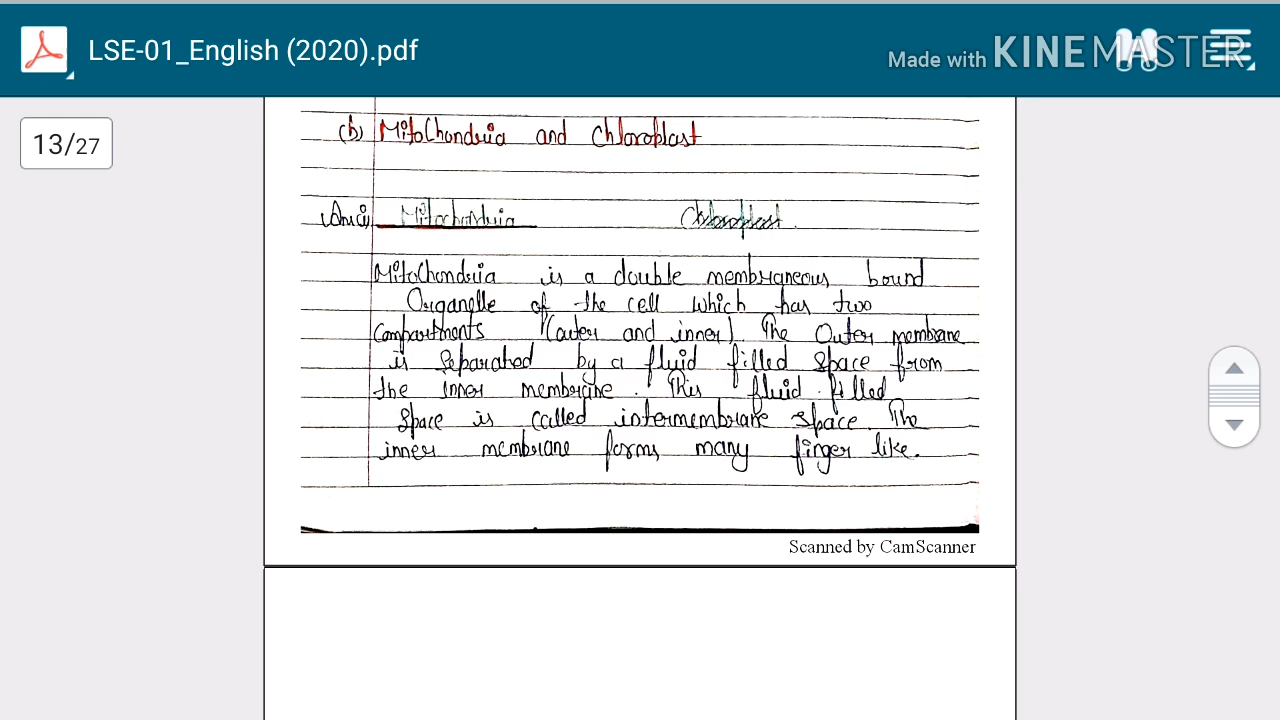 LSE-01_English (2020).pdf
Made with KINEMASTER
13/27
(b) Mitochondria and Chloroplast
Mitochondria Chloroplast
Mitochondria is a double membraneous bound
Organelle of the cell which has two
Compartments (outer and inner). The Outer membrane
is separated by a fluid filled space from
the inner membrane. This fluid filled
Space is called intermembrane space. The
inner membrane forms many finger like.
Scanned by CamScanner